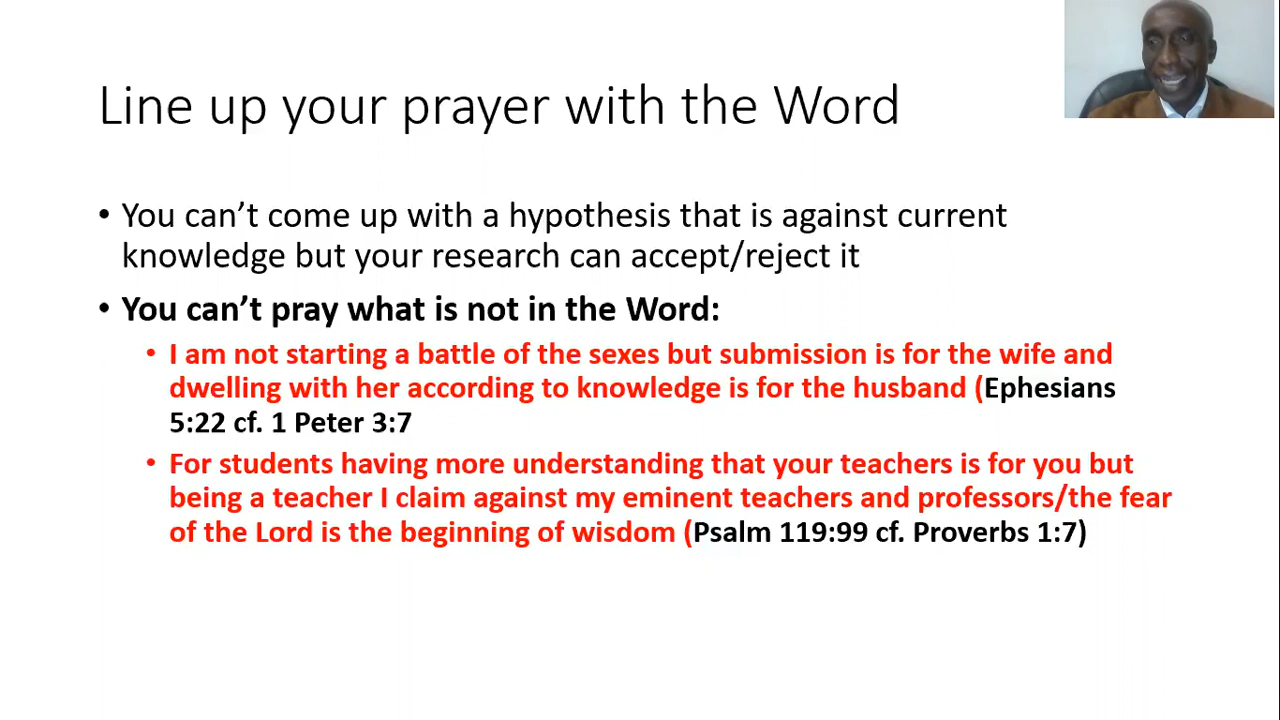 Line up your prayer with the Word
• You can’t come up with a hypothesis that is against current
knowledge but your research can accept/reject it
• You can’t pray what is not in the Word:
• I am not starting a battle of the sexes but submission is for the wife and
dwelling with her according to knowledge is for the husband (Ephesians
5:22 cf. 1 Peter 3:7
• For students having more understanding that your teachers is for you but
being a teacher I claim against my eminent teachers and professors/the fear
of the Lord is the beginning of wisdom (Psalm 119:99 cf. Proverbs 1:7)